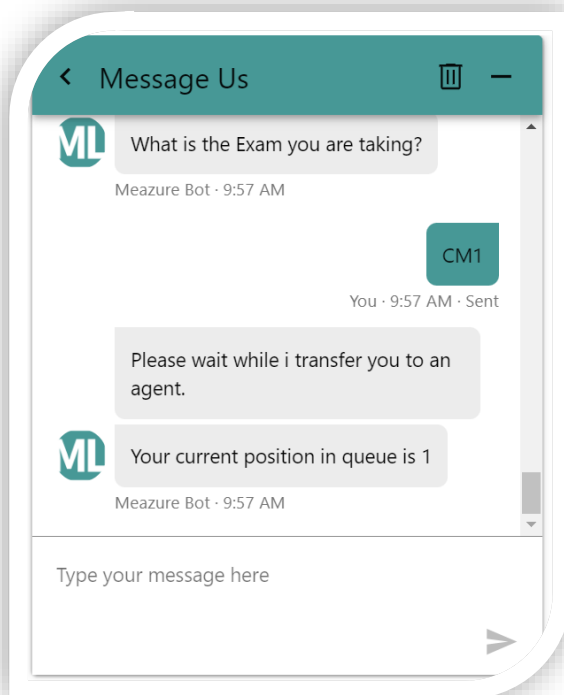 Message Us
ML
What is the Exam you are taking?
Meazure Bot · 9:57 AM
CM1
You · 9:57 AM · Sent
Please wait while i transfer you to an
agent.
ML
Your current position in queue is 1
Meazure Bot · 9:57 AM
Type your message here